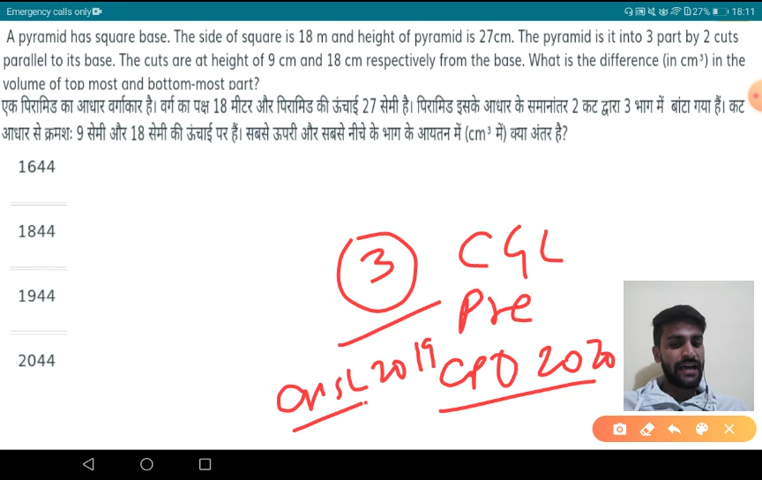 Emergency calls only
27% 18:11
A pyramid has square base. The side of square is 18 m and height of pyramid is 27cm. The pyramid is it into 3 part by 2 cuts
parallel to its base. The cuts are at height of 9 cm and 18 cm respectively from the base. What is the difference (in cm³) in the
volume of top most and bottom-most part?
एक पिरामिड का आधार वर्गाकार है। वर्ग का पक्ष 18 मीटर और पिरामिड की ऊंचाई 27 सेमी है। पिरामिड इसके आधार के समानांतर 2 कट द्वारा 3 भाग में बांटा गया हैं। कट
आधार से क्रमश: 9 सेमी और 18 सेमी की ऊंचाई पर हैं। सबसे ऊपरी और सबसे नीचे के भाग के आयतन में (cm³ में) क्या अंतर है?
1644
1844
1944
2044
3 CGL
Pre
2019 CPO 2020